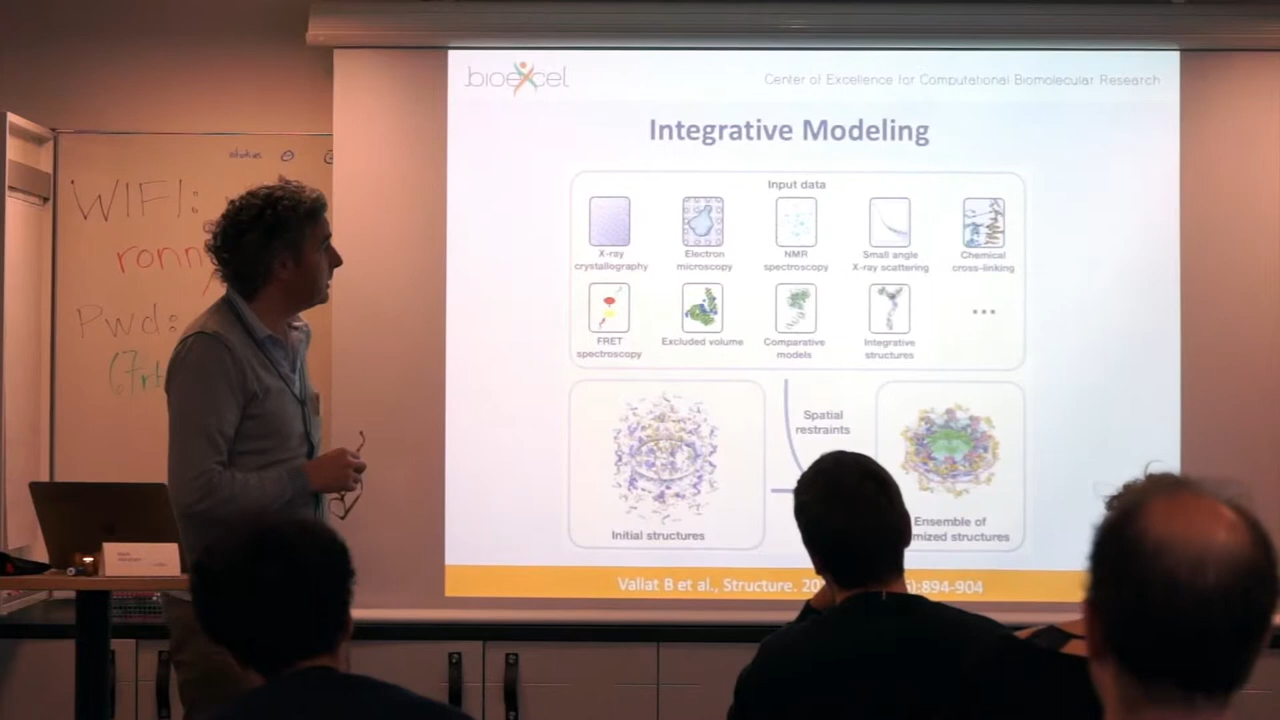 bioexcel
Center of Excellence for Computational Biomolecular Research
Integrative Modeling
Input data
X-ray
crystallography
Electron
microscopy
NMR
spectroscopy
Small angle
X-ray scattering
Chemical
cross-linking
FRET
spectroscopy
Excluded volume
Comparative
models
Integrative
structures
...
Spatial
restraints
Initial structures
Ensemble of
mized structures
Vallat B et al., Structure. 20
):894-904
WIFI:
ronn
Pwd:
67rt